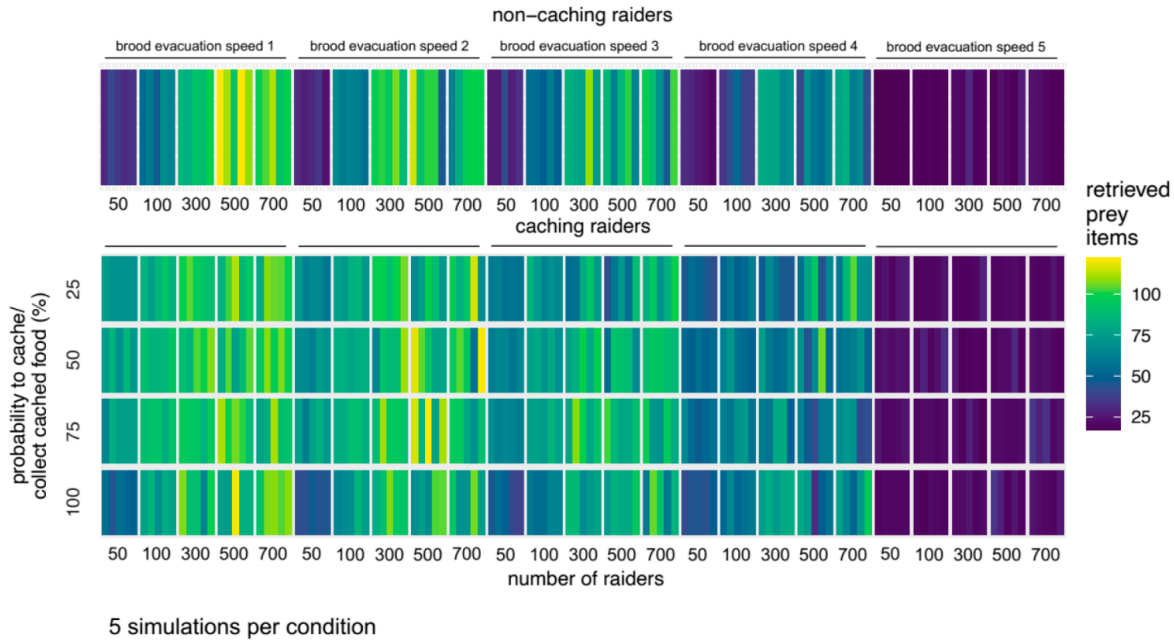 non−caching raiders
brood evacuation speed 1 brood evacuation speed 2 brood evacuation speed 3 brood evacuation speed 4 brood evacuation speed 5
50 100 300 500 700 50 100 300 500 700 50 100 300 500 700 50 100 300 500 700 50 100 300 500 700
caching raiders
retrieved
prey
items
100
75
50
25
probability to cache/
collect cached food (%)
25
50
75
100
50 100 300 500 700 50 100 300 500 700 50 100 300 500 700 50 100 300 500 700 50 100 300 500 700
number of raiders
5 simulations per condition